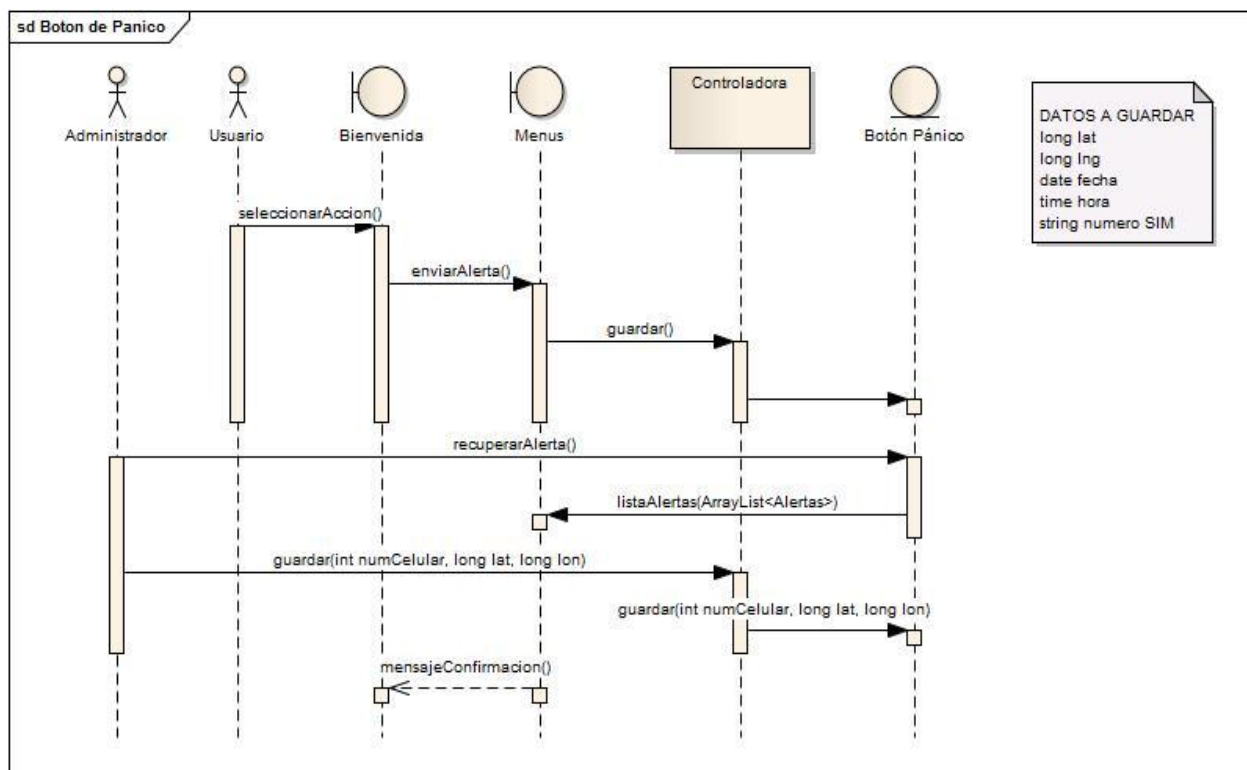 sd Boton de Panico
Administrador
Usuario
Bienvenida
Menus
Controladora
Botón Pánico
DATOS A GUARDAR
long lat
long lng
date fecha
time hora
string numero SIM
seleccionarAccion()
enviarAlerta()
guardar()
recuperarAlerta()
listaAlertas(ArrayList<Alertas>)
guardar(int numCelular, long lat, long lon)
guardar(int numCelular, long lat, long lon)
mensajeConfirmacion()